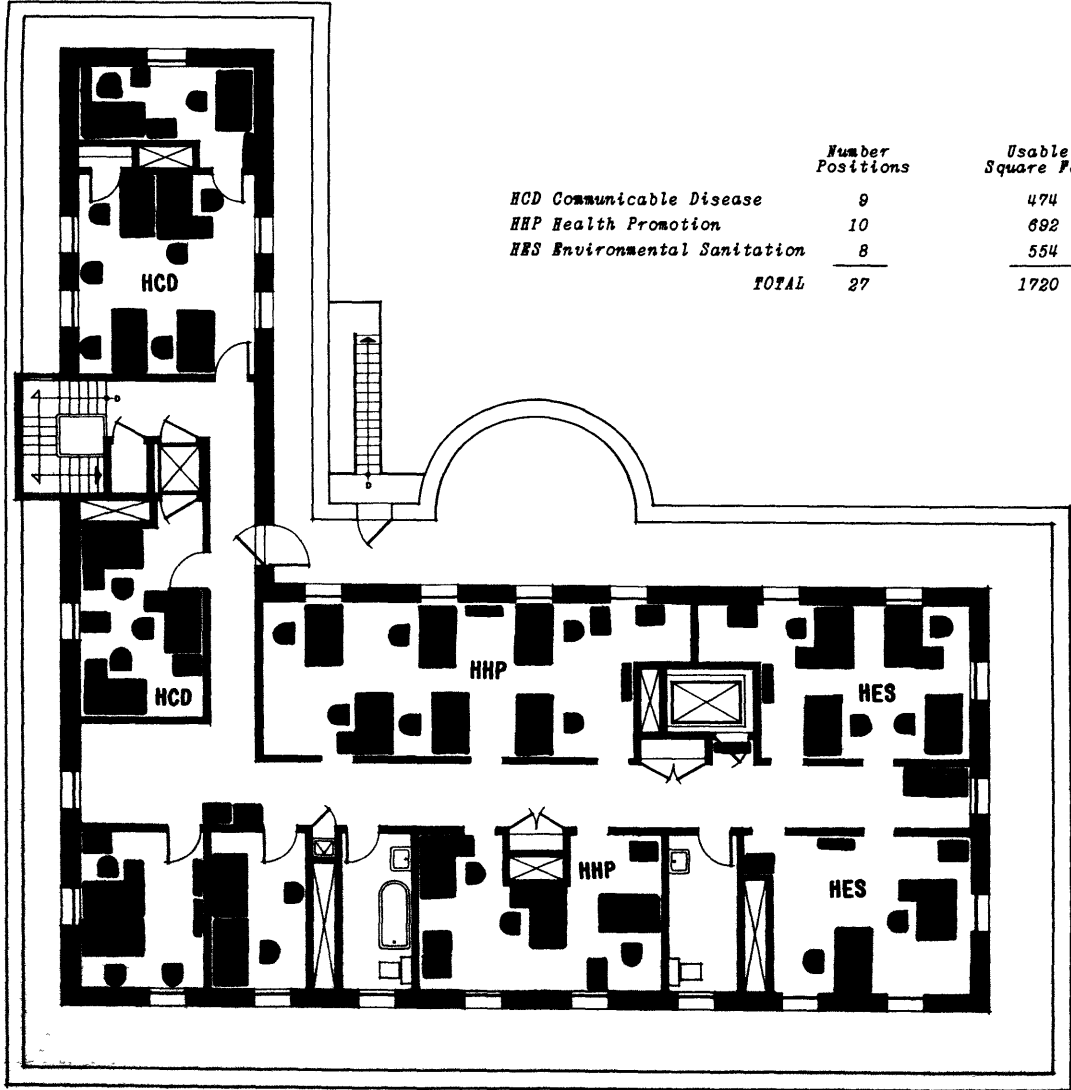 Number Usable
Positions Square
HCD Communicable Disease 9 474
HHP Health Promotion 10 692
HES Environmental Sanitation 8 554
TOTAL 27 1720
HCD
D
D
HCD
HHP
HES
HHP
HES